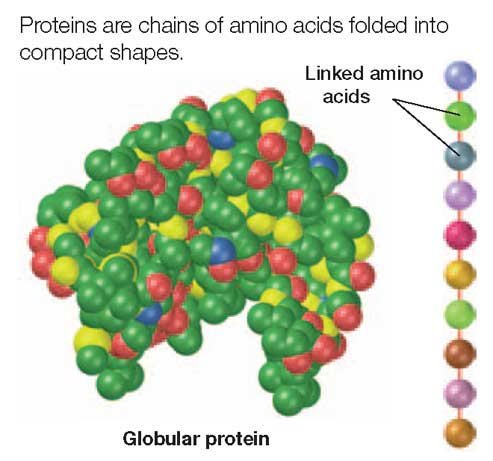 Proteins are chains of amino acids folded into
compact shapes.
Linked amino
acids
Globular protein